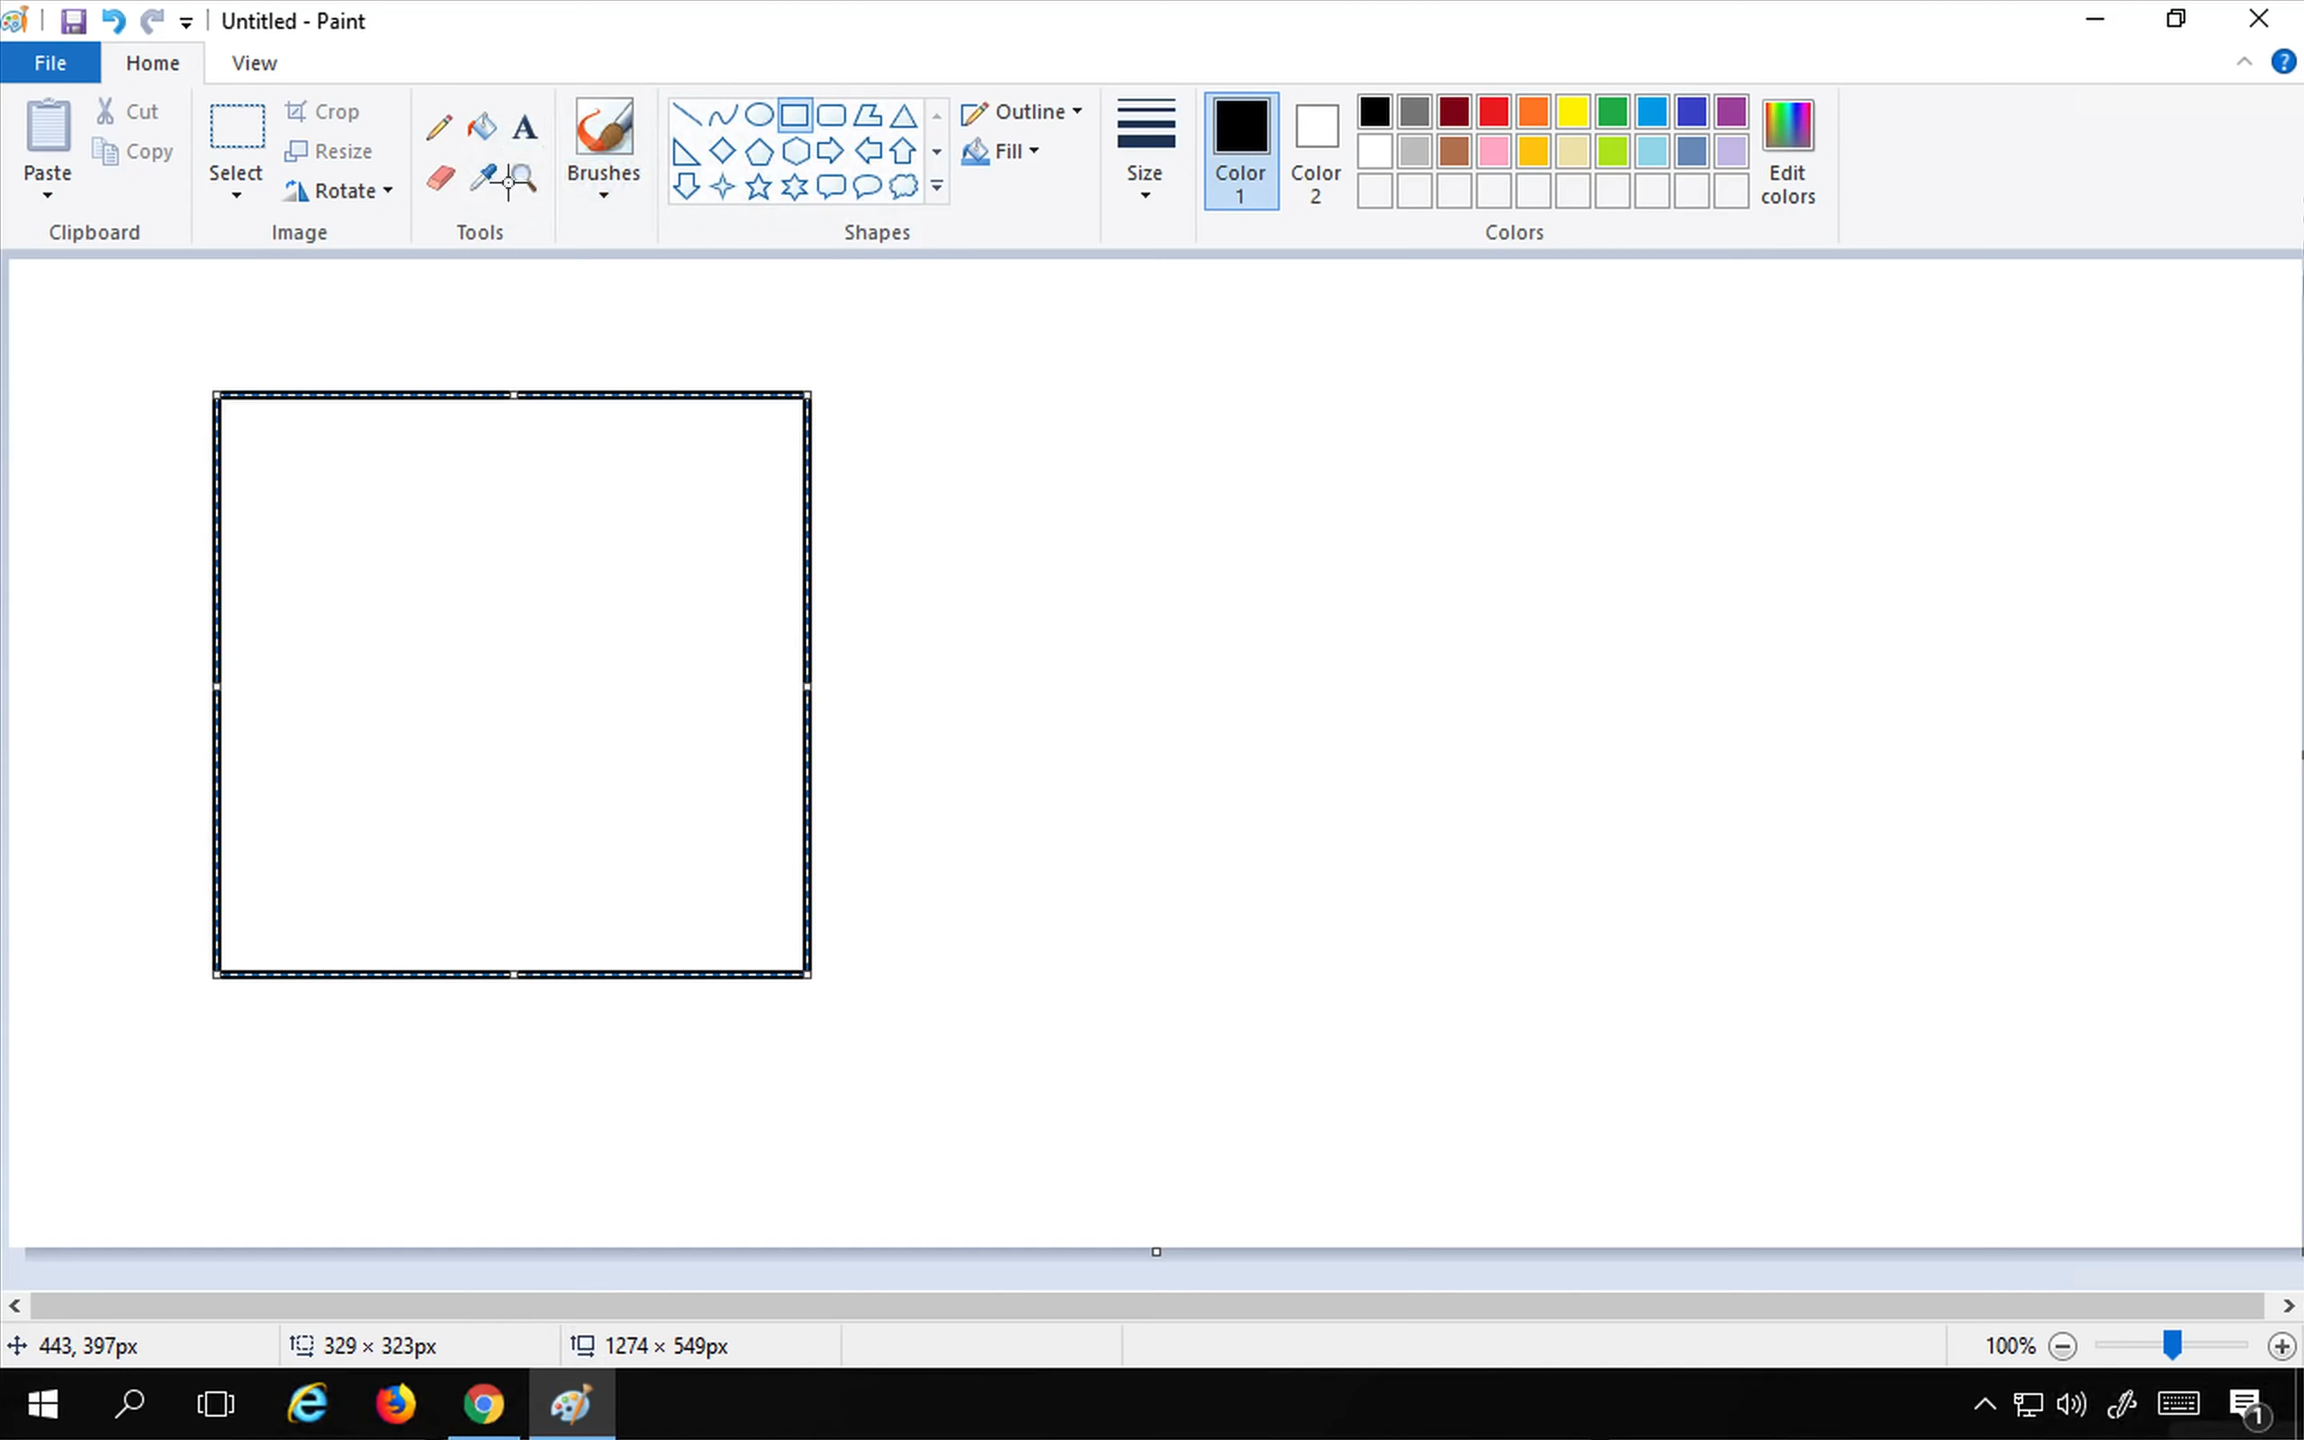 Untitled - Paint
File Home View
Paste Cut Copy Clipboard
Select Crop Resize Rotate Image
A
Tools
Brushes
Shapes
Outline
Fill
Size
Color 1
Color 2
Edit colors
Colors
443, 397px 329 × 323px 1274 × 549px 100%
1